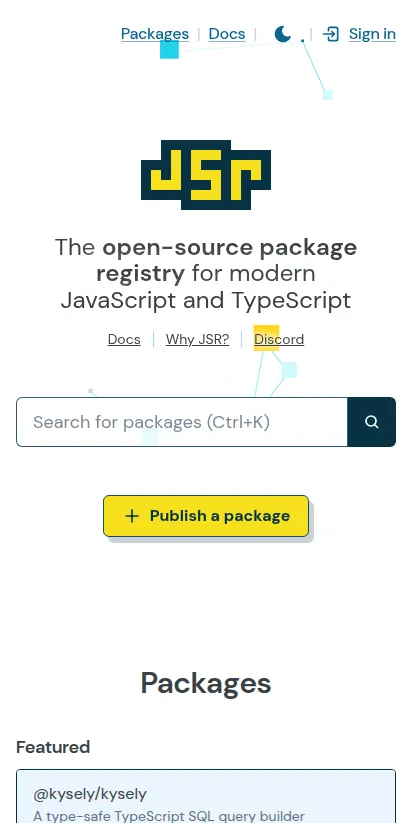 Packages | Docs | | Sign in
JSR
The open-source package
registry for modern
JavaScript and TypeScript
Docs | Why JSR? | Discord
Search for packages (Ctrl+K)
Publish a package
Packages
Featured
@kysely/kysely
A type-safe TypeScript SQL query builder